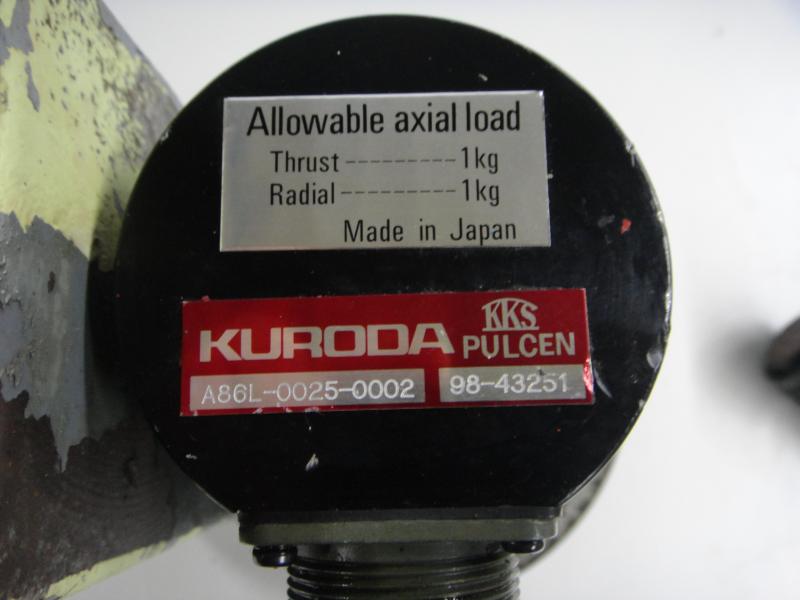 Allowable axial load
Thrust ---------- 1kg
Radial ---------- 1kg
Made in Japan
KURODA KKS PULCEN
A86L-0025-0002 98-43251